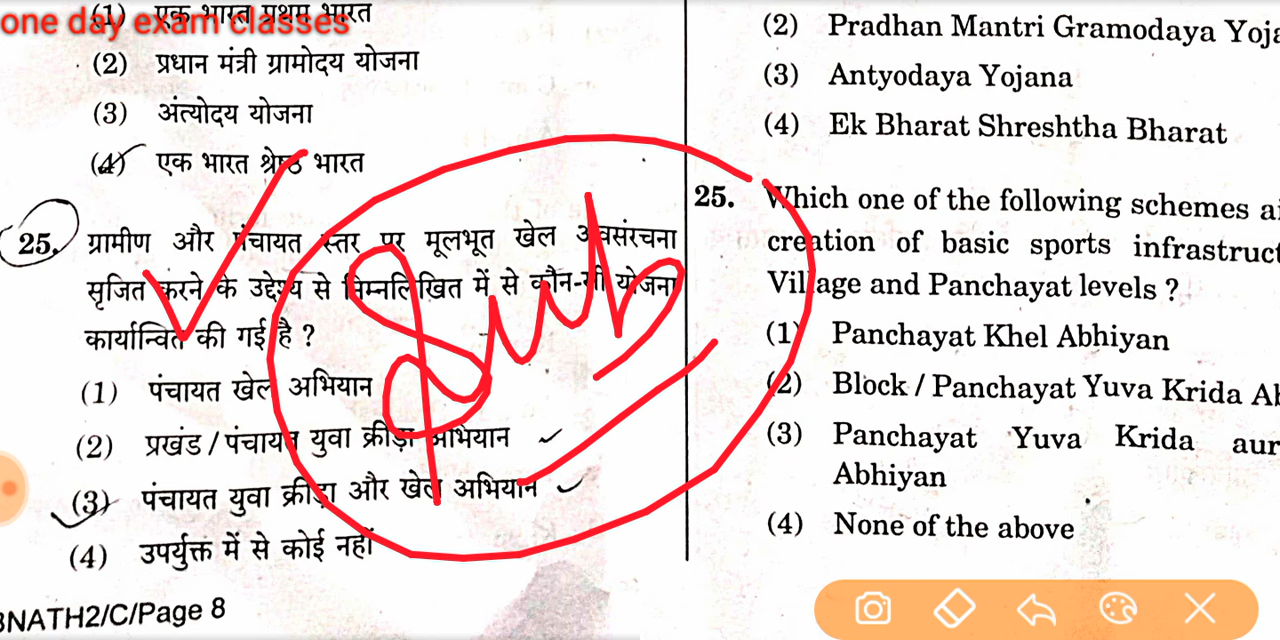 one day exam classes
(1) एक भारत प्रथम भारत
(2) प्रधान मंत्री ग्रामोदय योजना
(3) अंत्योदय योजना
(4) एक भारत श्रेष्ठ भारत
25. ग्रामीण और पंचायत स्तर पर मूलभूत खेल अवसंरचना
सृजित करने के उद्देश्य से निम्नलिखित में से कौन-सी योजना
कार्यान्वित की गई है ?
(1) पंचायत खेल अभियान
(2) प्रखंड / पंचायत युवा क्रीड़ा अभियान
(3) पंचायत युवा क्रीड़ा और खेल अभियान
(4) उपर्युक्त में से कोई नहीं
BNATH2/C/Page 8
(2) Pradhan Mantri Gramodaya Yoja
(3) Antyodaya Yojana
(4) Ek Bharat Shreshtha Bharat
25. Which one of the following schemes ai
creation of basic sports infrastruct
Village and Panchayat levels ?
(1) Panchayat Khel Abhiyan
(2) Block / Panchayat Yuva Krida Ab
(3) Panchayat Yuva Krida aur
Abhiyan
(4) None of the above
Sub